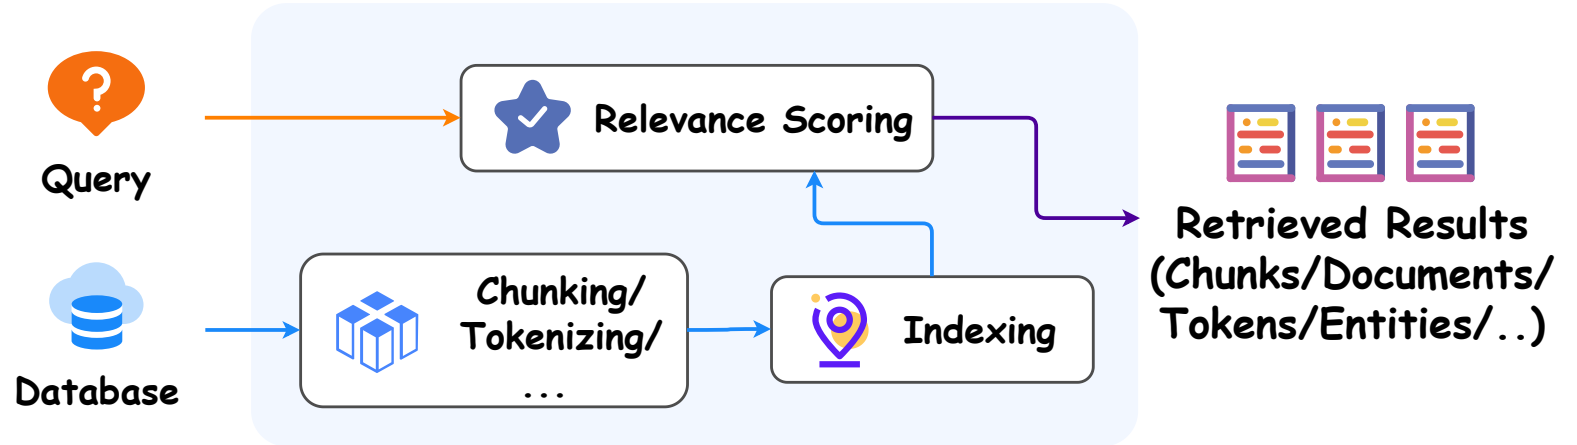 Query
Relevance Scoring
Database
Chunking/
Tokenizing/
...
Indexing
Retrieved Results
(Chunks/Documents/
Tokens/Entities/..)